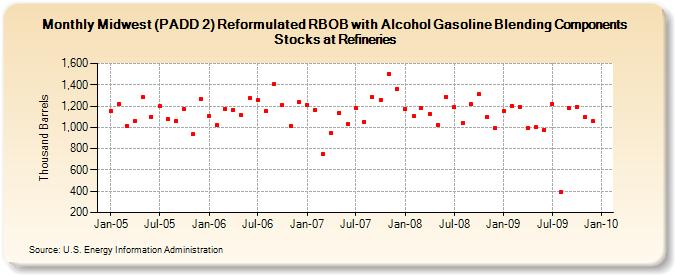 Monthly Midwest (PADD 2) Reformulated RBOB with Alcohol Gasoline Blending Components
Stocks at Refineries
Thousand Barrels
1,600
1,400
1,200
1,000
800
600
400
200
Jan-05 Jul-05 Jan-06 Jul-06 Jan-07 Jul-07 Jan-08 Jul-08 Jan-09 Jul-09 Jan-10
Source: U.S. Energy Information Administration